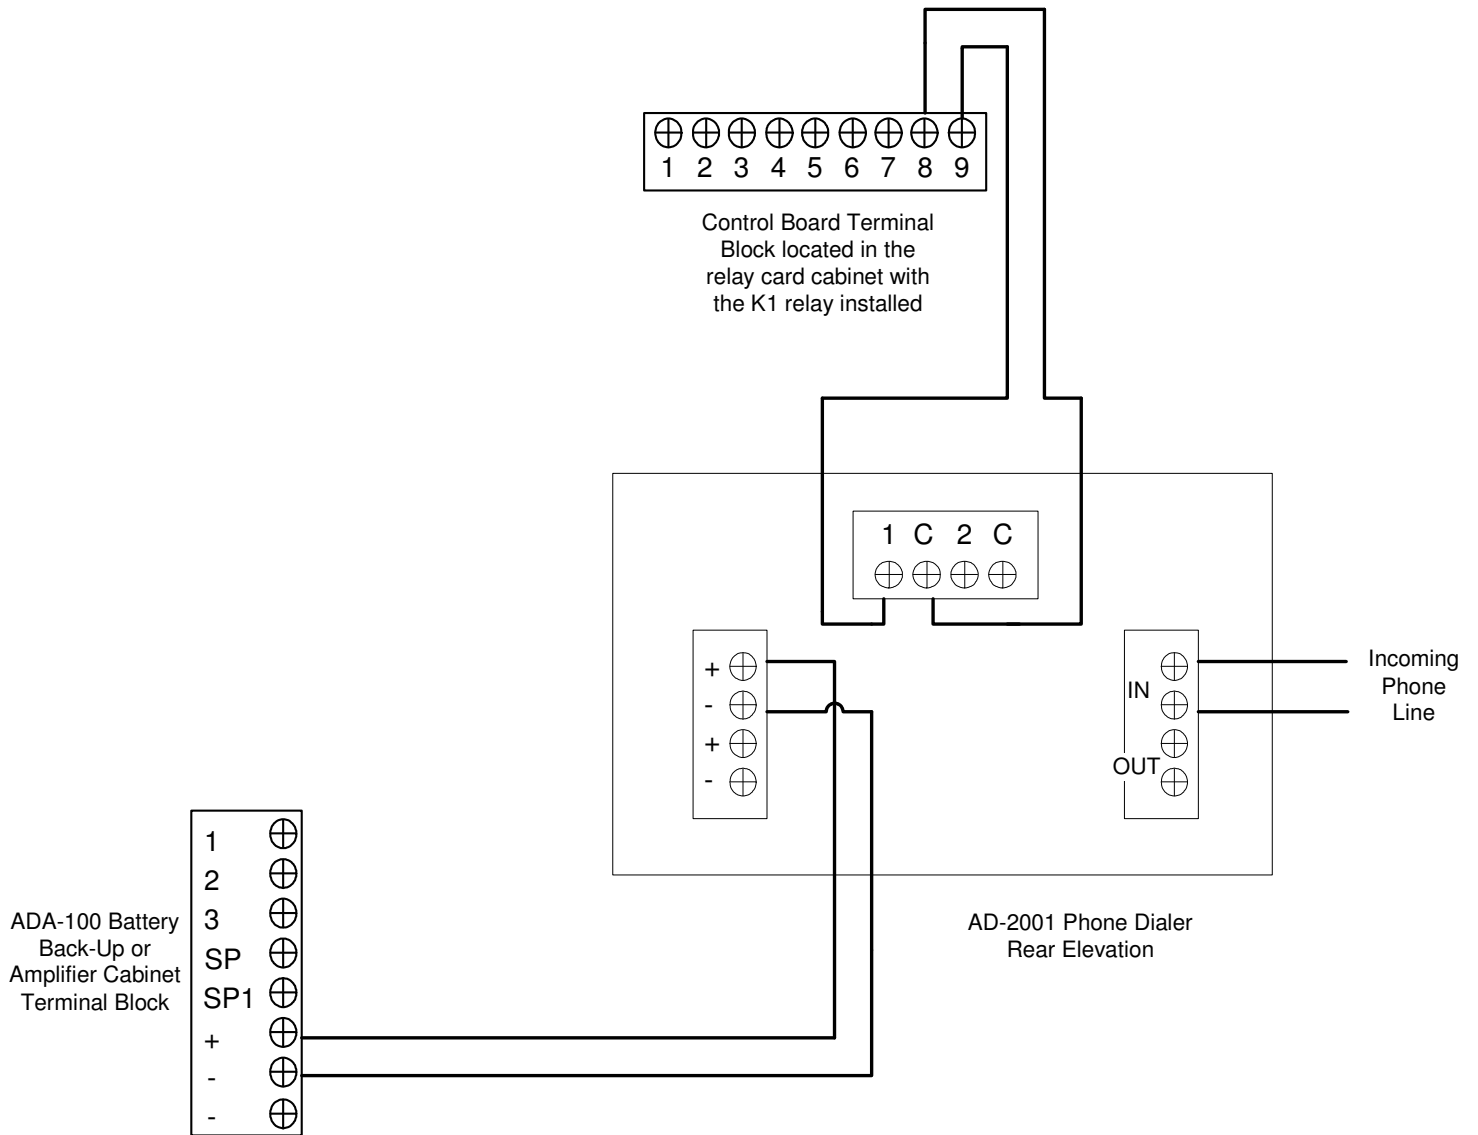 1 2 3 4 5 6 7 8 9
Control Board Terminal
Block located in the
relay card cabinet with
the K1 relay installed
1 C 2 C
+
-
+
-
IN
OUT
Incoming
Phone
Line
AD-2001 Phone Dialer
Rear Elevation
ADA-100 Battery
Back-Up or
Amplifier Cabinet
Terminal Block
1
2
3
SP
SP1
+
-
-